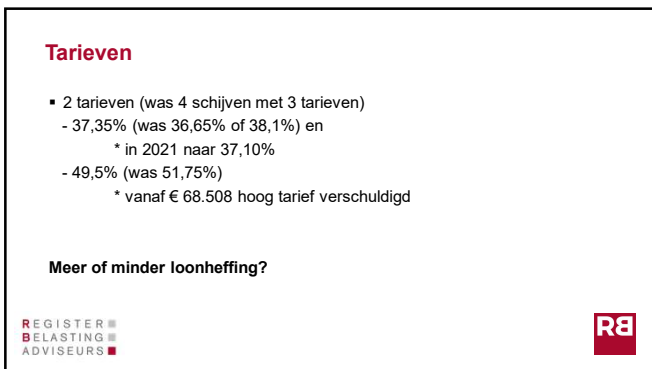 Tarieven
▪ 2 tarieven (was 4 schijven met 3 tarieven)
- 37,35% (was 36,65% of 38,1%) en
* in 2021 naar 37,10%
- 49,5% (was 51,75%)
* vanaf € 68.508 hoog tarief verschuldigd
Meer of minder loonheffing?
REGISTER
BELASTING
ADVISEURS
RB